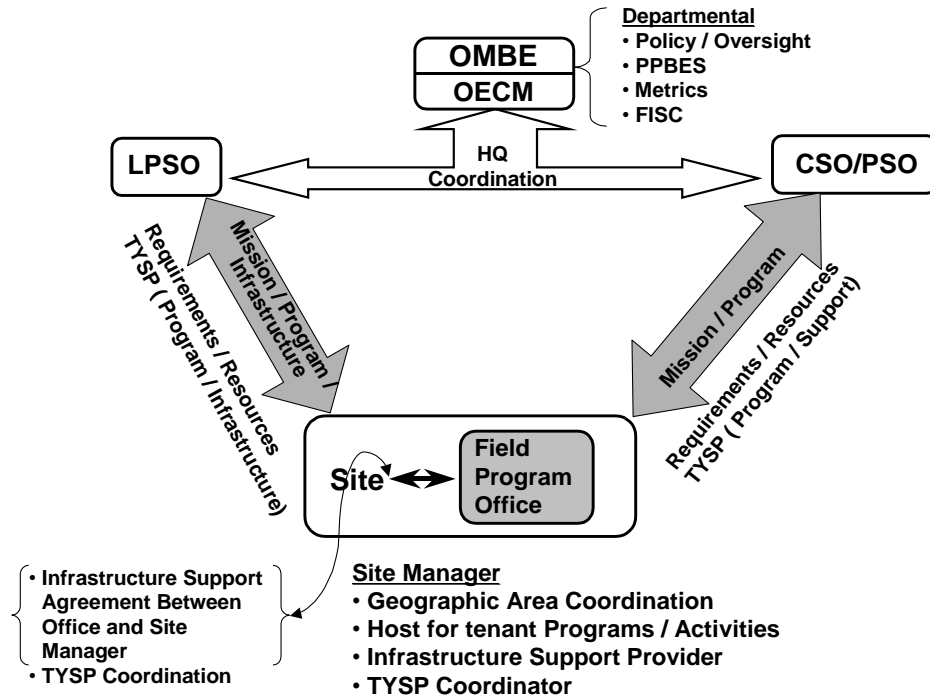 Departmental
• Policy / Oversight
• PPBES
• Metrics
• FISC
OMBE
OECM
LPSO
HQ
Coordination
CSO/PSO
Mission / Program /
Infrastructure
Requirements / Resources
TYSP ( Program / Infrastructure)
Mission / Program
Requirements / Resources
TYSP ( Program / Support)
Site
Field
Program
Office
• Infrastructure Support
Agreement Between
Office and Site
Manager
• TYSP Coordination
Site Manager
• Geographic Area Coordination
• Host for tenant Programs / Activities
• Infrastructure Support Provider
• TYSP Coordinator